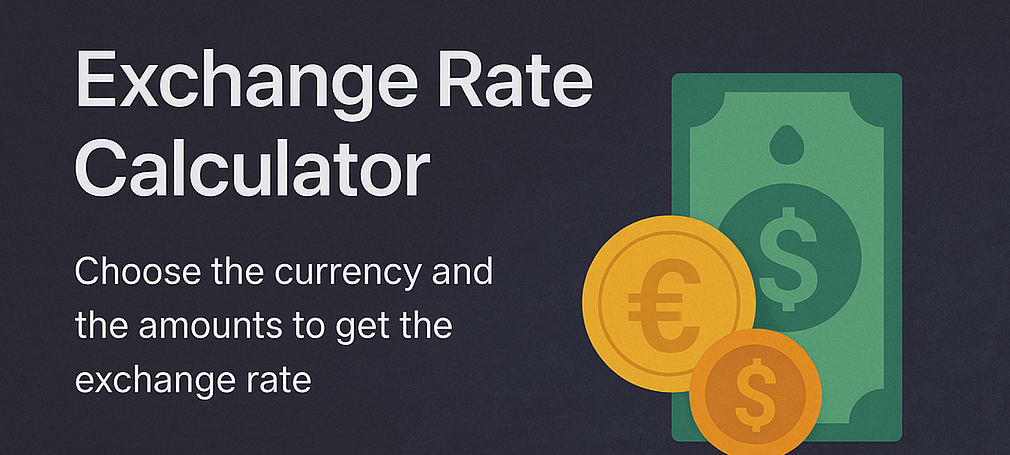 Exchange Rate
Calculator
Choose the currency and
the amounts to get the
exchange rate
$
€
$